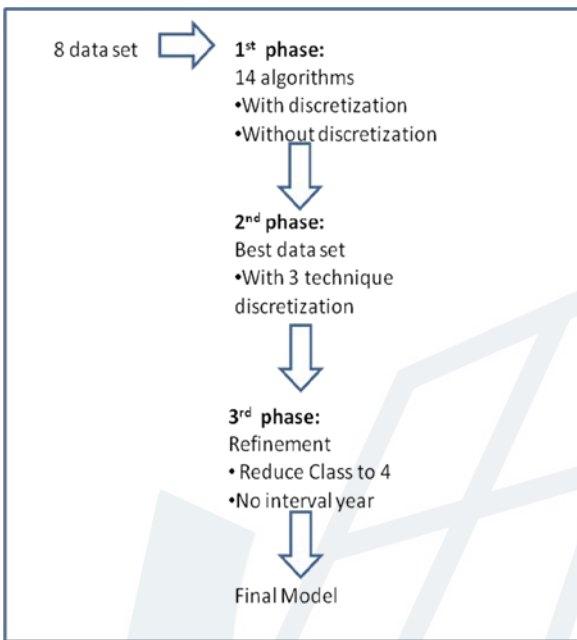 8 data set
1st phase:
14 algorithms
•With discretization
•Without discretization
2nd phase:
Best data set
•With 3 technique
discretization
3rd phase:
Refinement
• Reduce Class to 4
•No interval year
Final Model